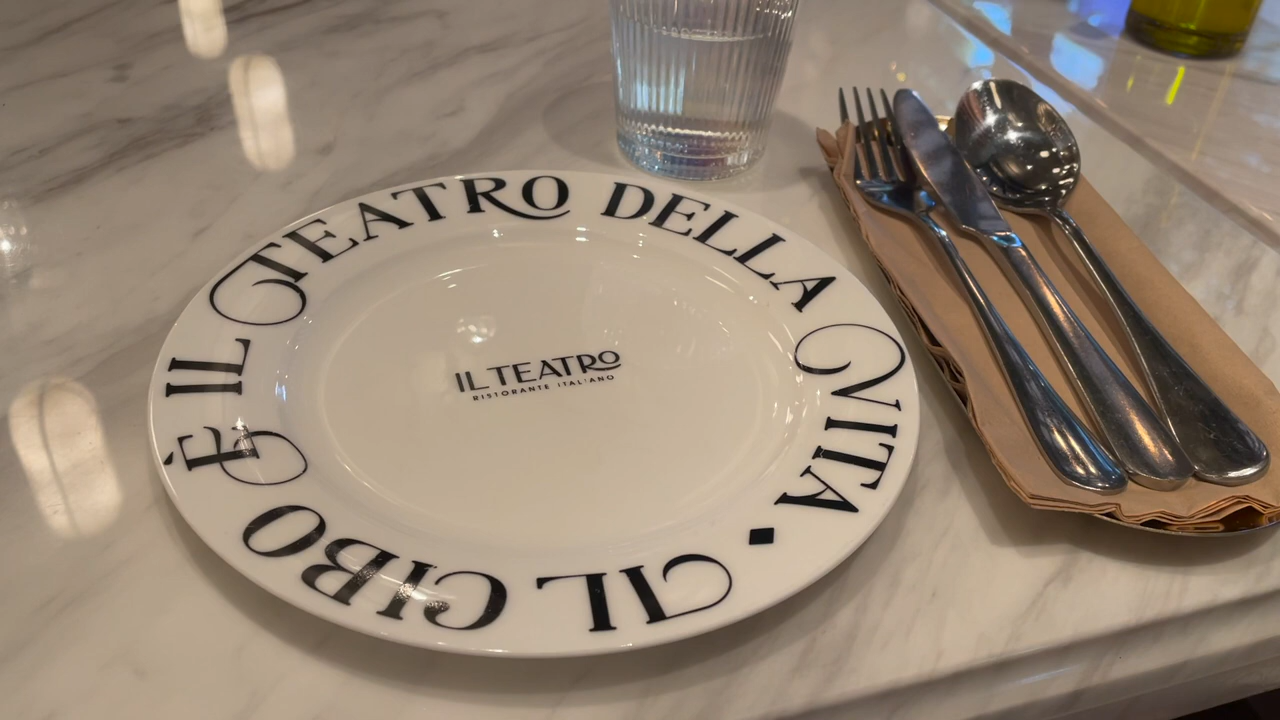 IL CIBO È IL TEATRO DELLA VITA ·
IL TEATRO
RISTORANTE ITALIANO